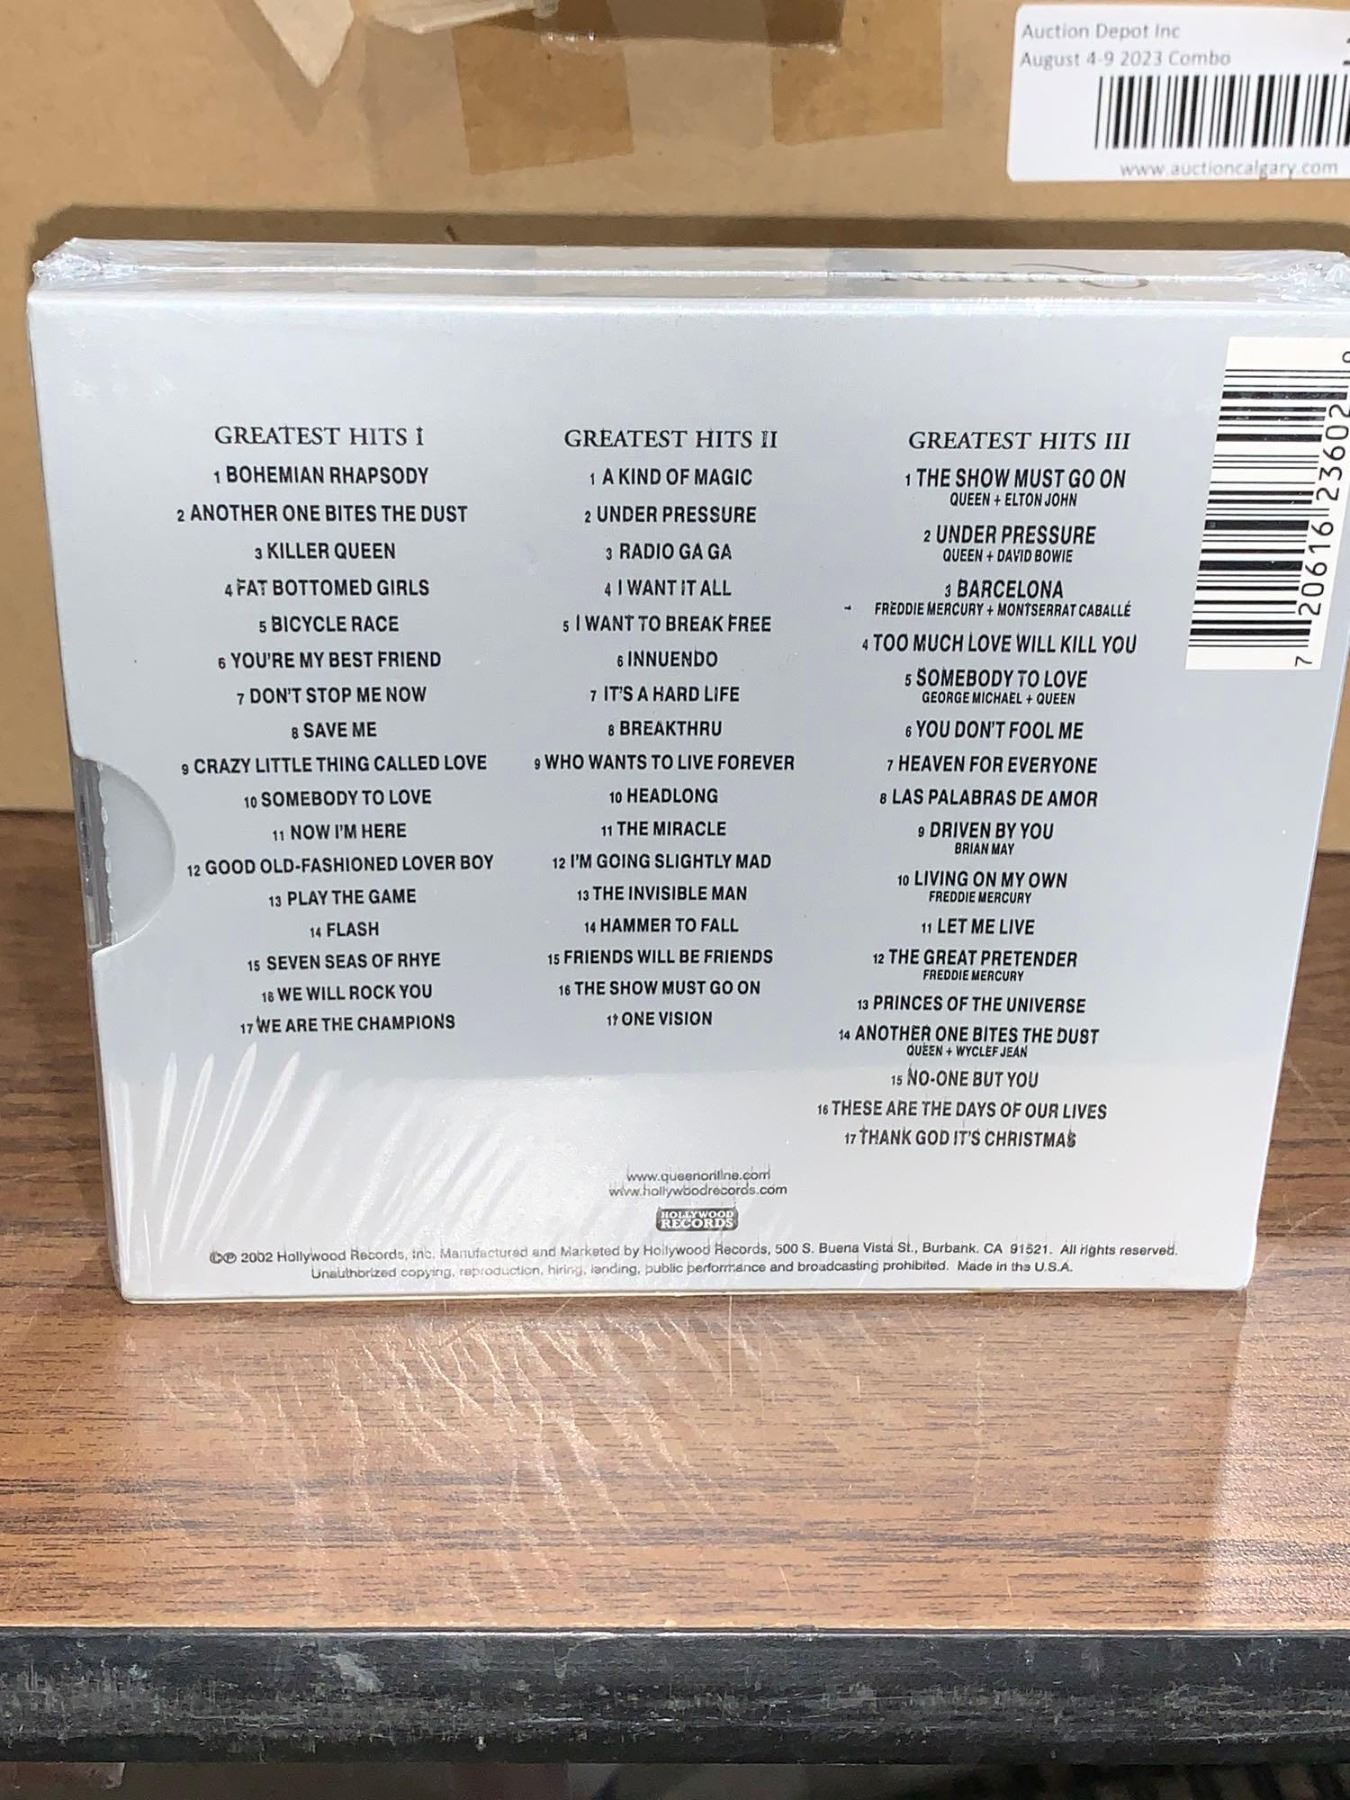 Auction Depot Inc
August 4-9 2023 Combo
www.auctioncalgary.com
Queen
GREATEST HITS I
1 BOHEMIAN RHAPSODY
2 ANOTHER ONE BITES THE DUST
3 KILLER QUEEN
4 FAT BOTTOMED GIRLS
5 BICYCLE RACE
6 YOU'RE MY BEST FRIEND
7 DON'T STOP ME NOW
8 SAVE ME
9 CRAZY LITTLE THING CALLED LOVE
10 SOMEBODY TO LOVE
11 NOW I'M HERE
12 GOOD OLD-FASHIONED LOVER BOY
13 PLAY THE GAME
14 FLASH
15 SEVEN SEAS OF RHYE
16 WE WILL ROCK YOU
17 WE ARE THE CHAMPIONS
GREATEST HITS II
1 A KIND OF MAGIC
2 UNDER PRESSURE
3 RADIO GA GA
4 I WANT IT ALL
5 I WANT TO BREAK FREE
6 INNUENDO
7 IT'S A HARD LIFE
8 BREAKTHRU
9 WHO WANTS TO LIVE FOREVER
10 HEADLONG
11 THE MIRACLE
12 I'M GOING SLIGHTLY MAD
13 THE INVISIBLE MAN
14 HAMMER TO FALL
15 FRIENDS WILL BE FRIENDS
16 THE SHOW MUST GO ON
17 ONE VISION
GREATEST HITS III
1 THE SHOW MUST GO ON
QUEEN + ELTON JOHN
2 UNDER PRESSURE
QUEEN + DAVID BOWIE
3 BARCELONA
FREDDIE MERCURY + MONTSERRAT CABALLÉ
4 TOO MUCH LOVE WILL KILL YOU
5 SOMEBODY TO LOVE
GEORGE MICHAEL + QUEEN
6 YOU DON'T FOOL ME
7 HEAVEN FOR EVERYONE
8 LAS PALABRAS DE AMOR
9 DRIVEN BY YOU
BRIAN MAY
10 LIVING ON MY OWN
FREDDIE MERCURY
11 LET ME LIVE
12 THE GREAT PRETENDER
FREDDIE MERCURY
13 PRINCES OF THE UNIVERSE
14 ANOTHER ONE BITES THE DUST
QUEEN + WYCLEF JEAN
15 NO-ONE BUT YOU
16 THESE ARE THE DAYS OF OUR LIVES
17 THANK GOD IT'S CHRISTMAS
7 20616 23602 9
www.queenonline.com
www.hollywoodrecords.com
HOLLYWOOD
RECORDS
©℗ 2002 Hollywood Records, Inc. Manufactured and Marketed by Hollywood Records, 500 S. Buena Vista St., Burbank. CA 91521. All rights reserved.
Unauthorized copying, reproduction, hiring, lending, public performance and broadcasting prohibited. Made in the U.S.A.